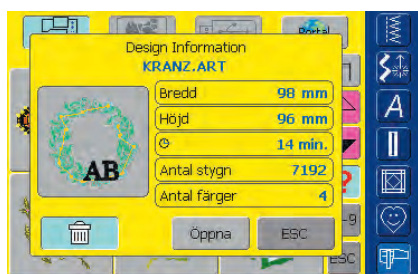 Portal
Design Information
KRANZ.ART
Bredd 98 mm
Höjd 96 mm
14 min.
Antal stygn 7192
Antal färger 4
AB
A
?
-9
Öppna
ESC
ESC